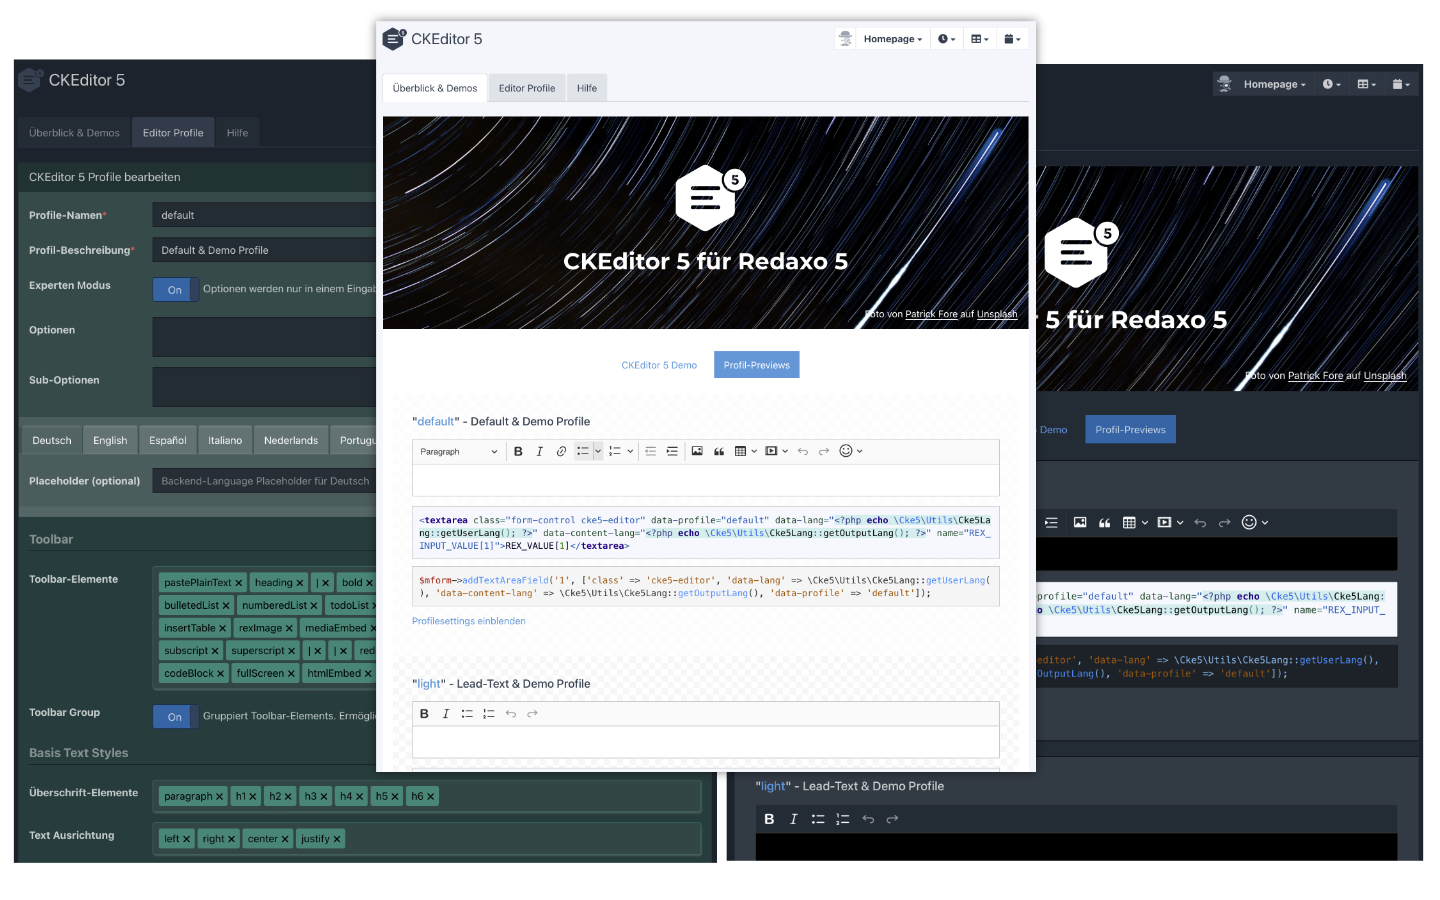 CKEditor 5
Überblick & Demos
Editor Profile
Hilfe
CKEditor 5 Profile bearbeiten
Profile-Namen*
default
Profil-Beschreibung*
Default & Demo Profile
Experten Modus
On
Optionen werden nur in einem Eingab
Optionen
Sub-Optionen
Deutsch
English
Español
Italiano
Nederlands
Portugu
Placeholder (optional)
Backend-Language Placeholder für Deutsch
Toolbar
Toolbar-Elemente
pastePlainText ×
heading ×
| ×
bold ×
bulletedList ×
numberedList ×
todoList
insertTable ×
rexImage ×
mediaEmbed ×
subscript ×
superscript ×
| ×
| ×
red
codeBlock ×
fullScreen ×
htmlEmbed ×
Toolbar Group
On
Gruppiert Toolbar-Elements. Ermöglic
Basis Text Styles
Überschrift-Elemente
paragraph ×
h1 ×
h2 ×
h3 ×
h4 ×
h5 ×
h6 ×
Text Ausrichtung
left ×
right ×
center ×
justify ×
CKEditor 5
Homepage
Überblick & Demos
Editor Profile
Hilfe
5
CKEditor 5 für Redaxo 5
Foto von Patrick Fore auf Unsplash
CKEditor 5 Demo
Profil-Previews
"default" - Default & Demo Profile
Paragraph
B I
<textarea class="form-control cke5-editor" data-profile="default" data-lang="<?php echo \Cke5\Utils\Cke5La
ng::getUserLang(); ?>" data-content-lang="<?php echo \Cke5\Utils\Cke5Lang::getOutputLang(); ?>" name="REX_
INPUT_VALUE[1]">REX_VALUE[1]</textarea>
$mform->addTextAreaField('1', ['class' => 'cke5-editor', 'data-lang' => \Cke5\Utils\Cke5Lang::getUserLang(
), 'data-content-lang' => \Cke5\Utils\Cke5Lang::getOutputLang(), 'data-profile' => 'default']);
Profilesettings einblenden
"light" - Lead-Text & Demo Profile
B I
Homepage
5
5 für Redaxo 5
Foto von Patrick Fore auf Unsplash
Demo
Profil-Previews
profile="default" data-lang="<?php echo \Cke5\Utils\Cke5Lang:
o \Cke5\Utils\Cke5Lang::getOutputLang(); ?>" name="REX_INPUT_
editor', 'data-lang' => \Cke5\Utils\Cke5Lang::getUserLang(),
OutputLang(), 'data-profile' => 'default']);
"light" - Lead-Text & Demo Profile
B I